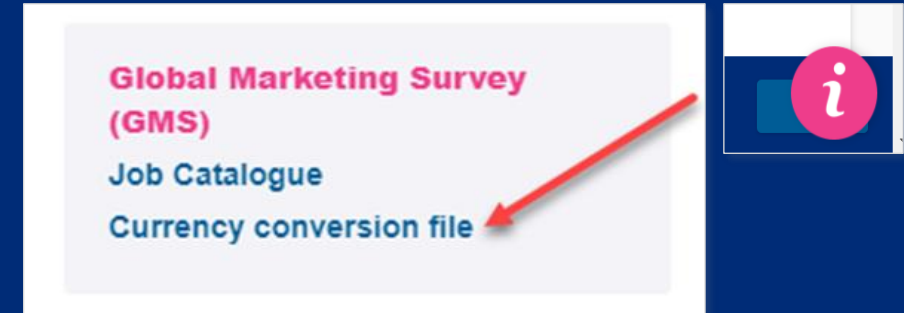 Global Marketing Survey
(GMS)
Job Catalogue
Currency conversion file
i